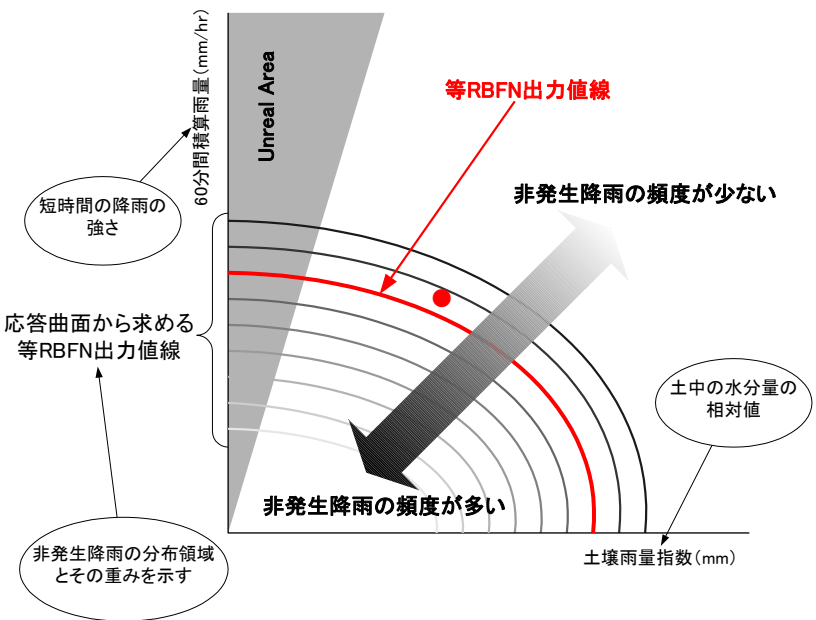 60分間積算雨量(mm/hr)
Unreal Area
等RBFN出力値線
非発生降雨の頻度が少ない
短時間の降雨の
強さ
応答曲面から求める
等RBFN出力値線
土中の水分量の
相対値
非発生降雨の頻度が多い
非発生降雨の分布領域
とその重みを示す
土壌雨量指数(mm)